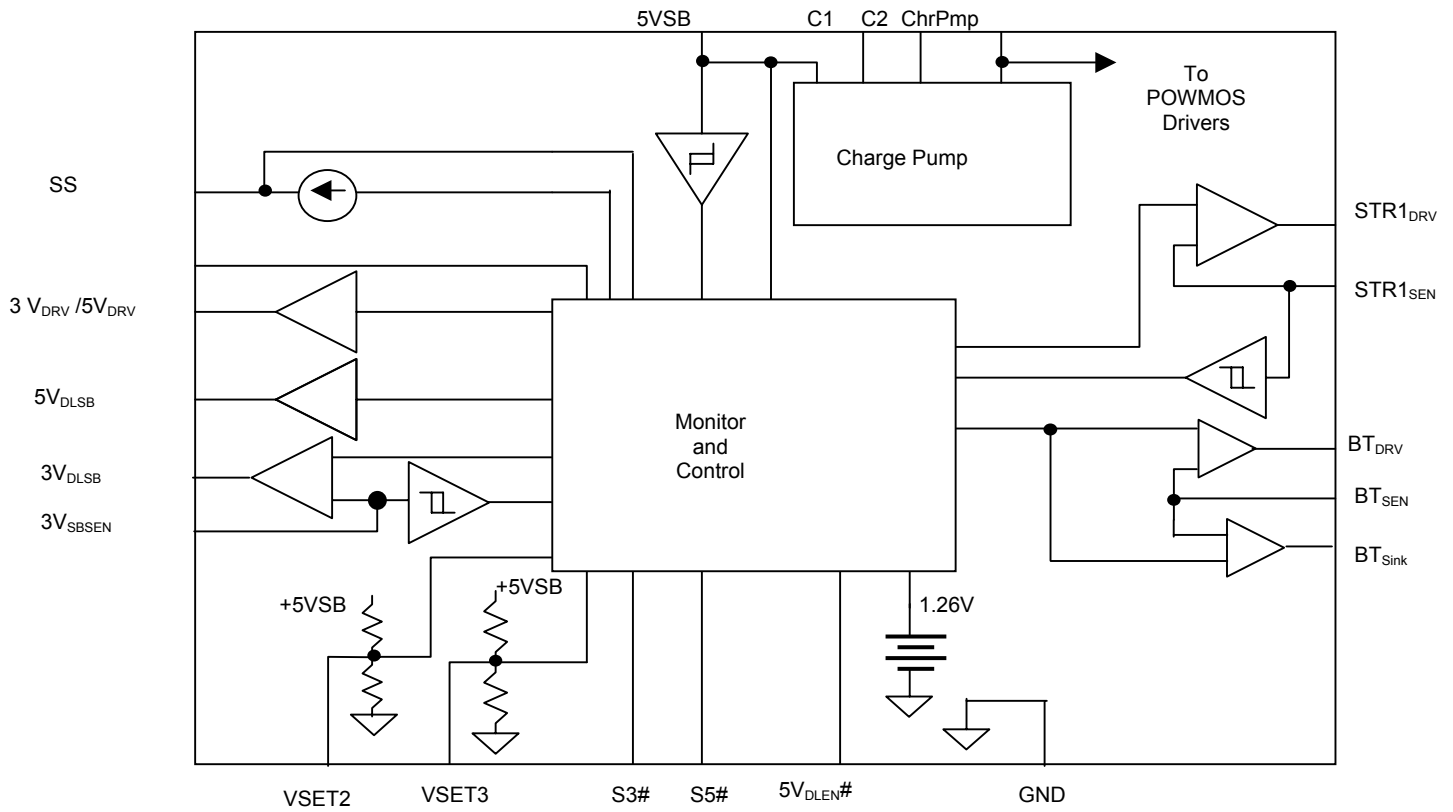 5VSB C1 C2 ChrPmp
To
POWMOS
Drivers
Charge Pump
SS
STR1DRV
STR1SEN
3 VDRV /5VDRV
5VDLSB
3VDLSB
3VSBSEN
Monitor
and
Control
BTDRV
BTSEN
BTSink
+5VSB
+5VSB
1.26V
VSET2 VSET3 S3# S5# 5VDLEN# GND